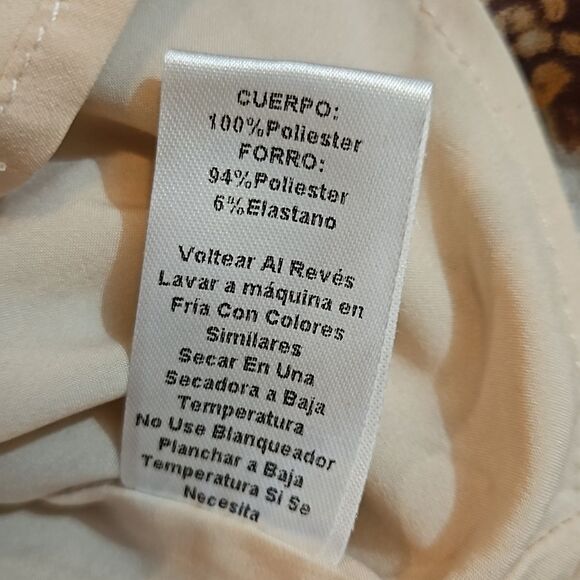 CUERPO:
100%Poliester
FORRO:
94%Poliester
6%Elastano
Voltear Al Revés
Lavar a máquina en
Fría Con Colores
Similares
Secar En Una
Secadora a Baja
Temperatura
No Use Blanqueador
Planchar a Baja
Temperatura Si Se
Necesita